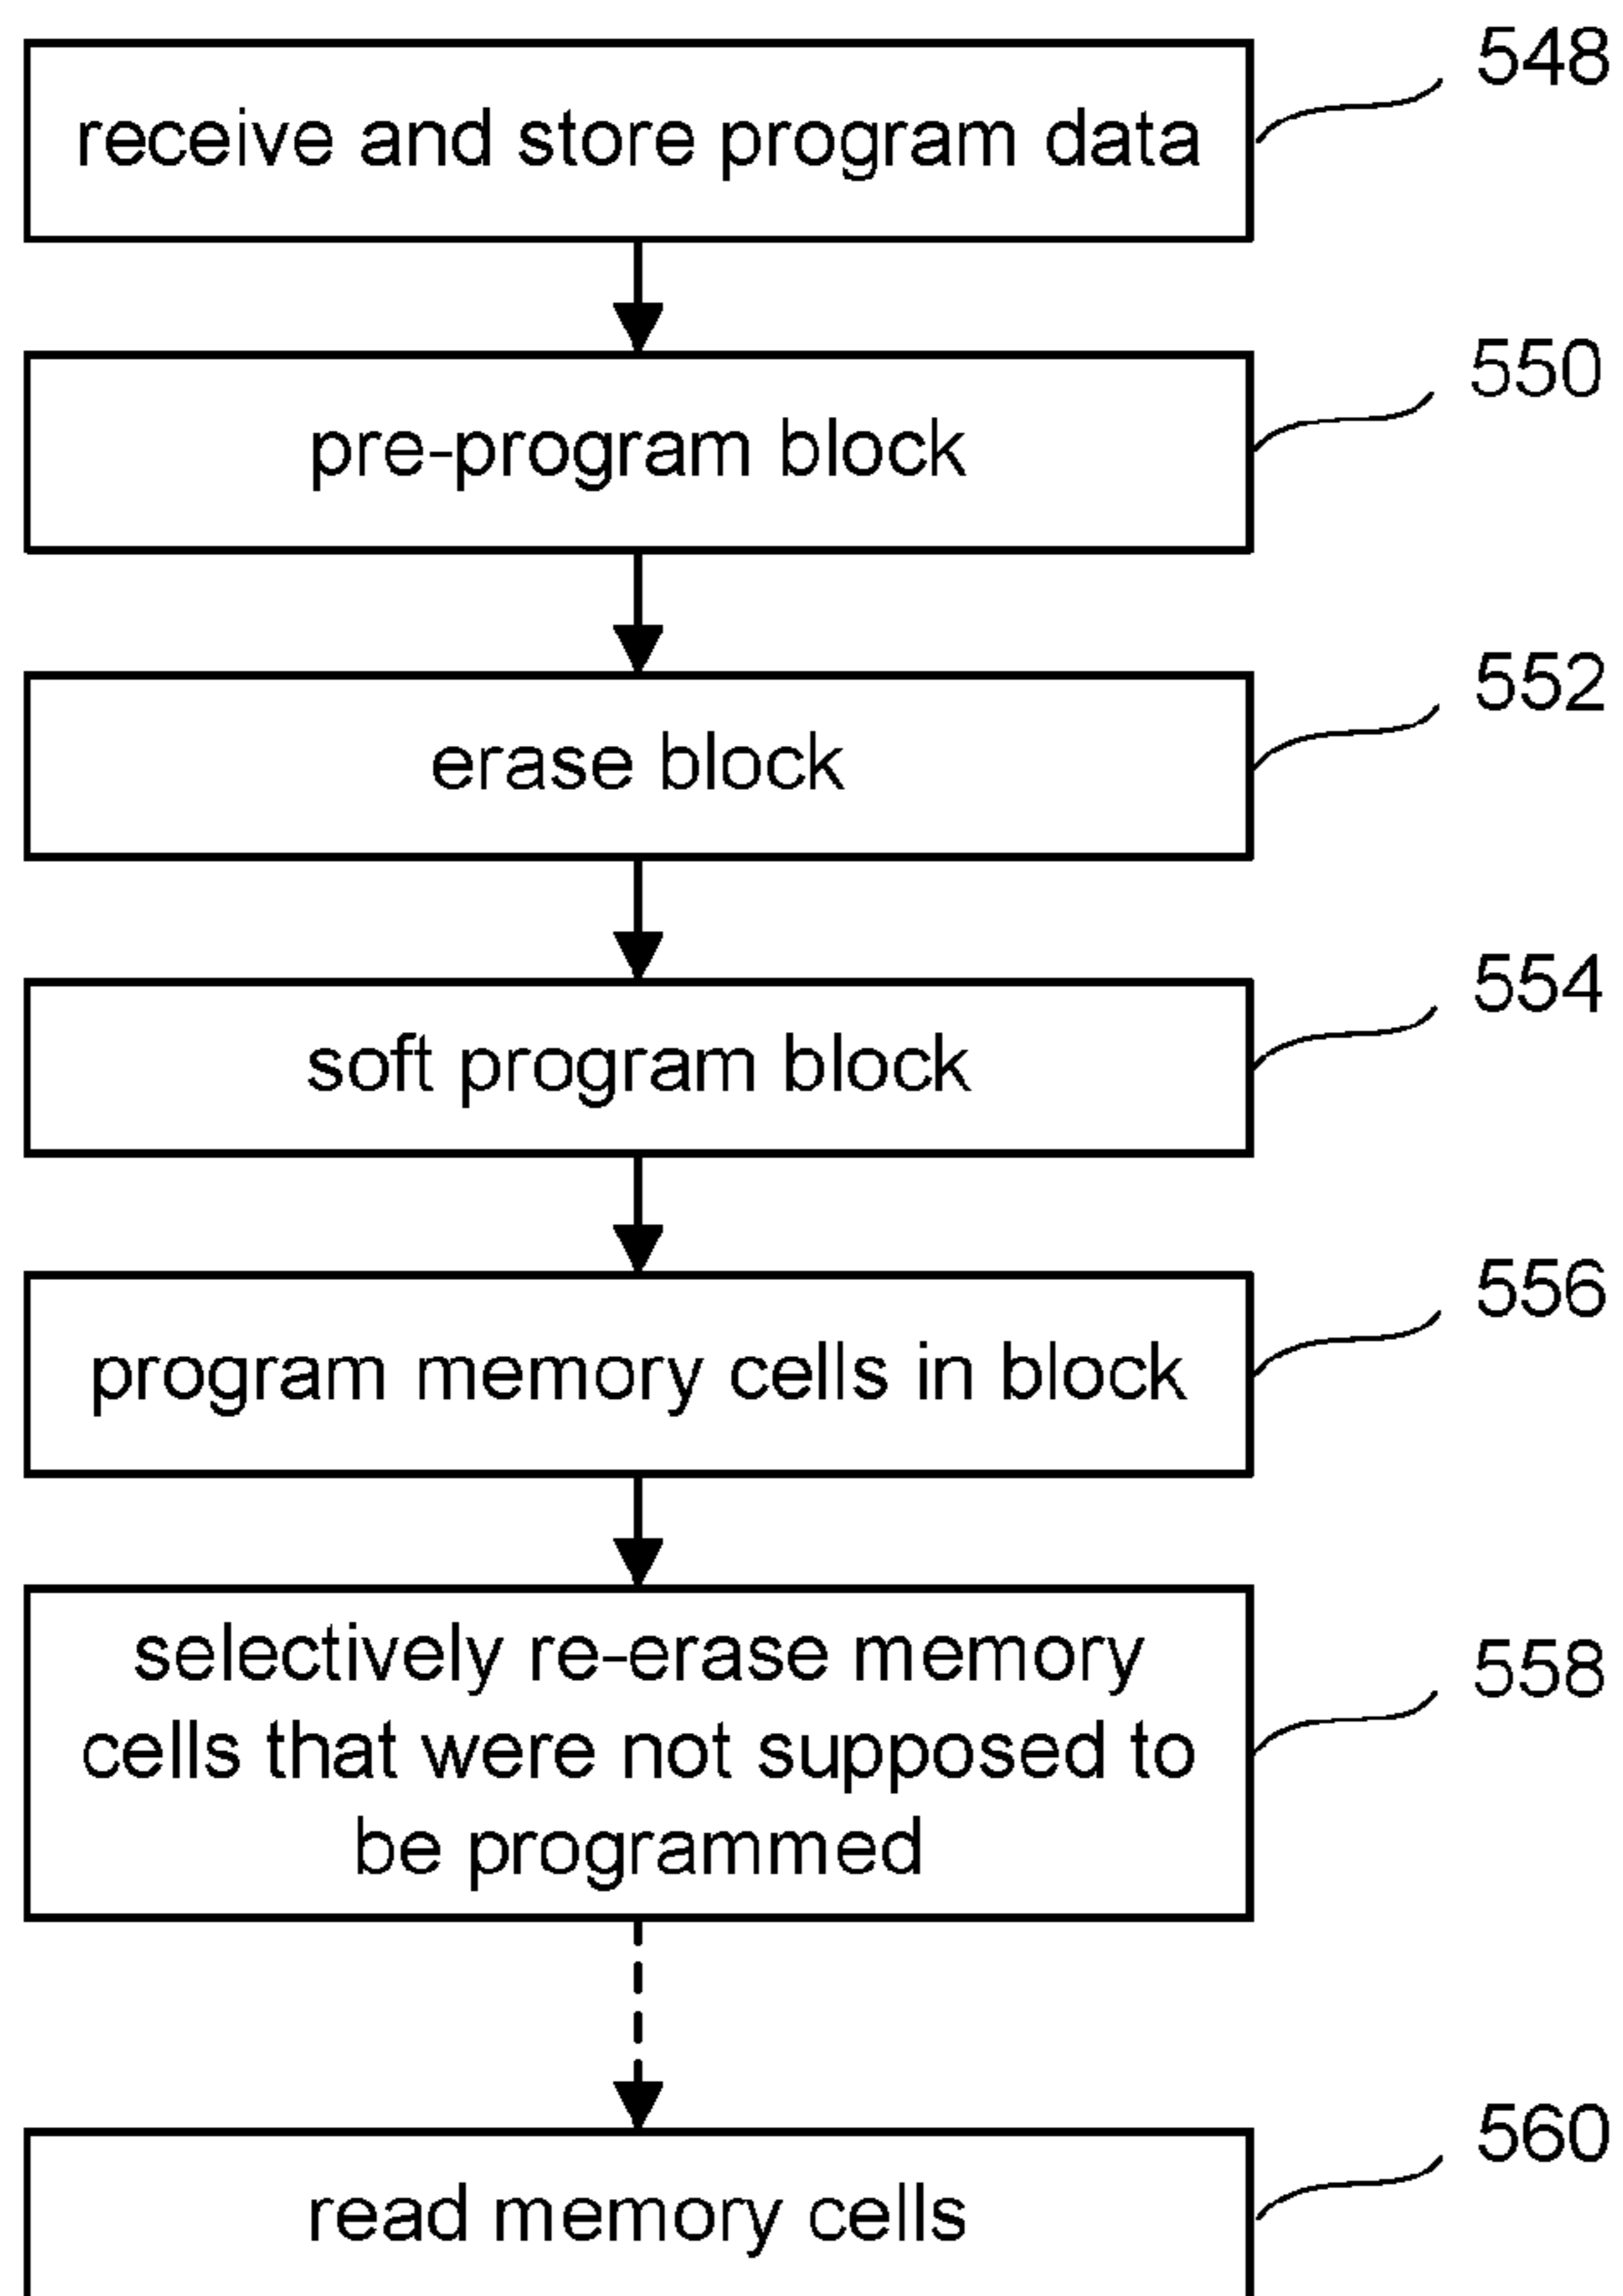 548
receive and store program data
550
pre-program block
552
erase block
554
soft program block
556
program memory cells in block
558
selectively re-erase memory
cells that were not supposed to
be programmed
560
read memory cells